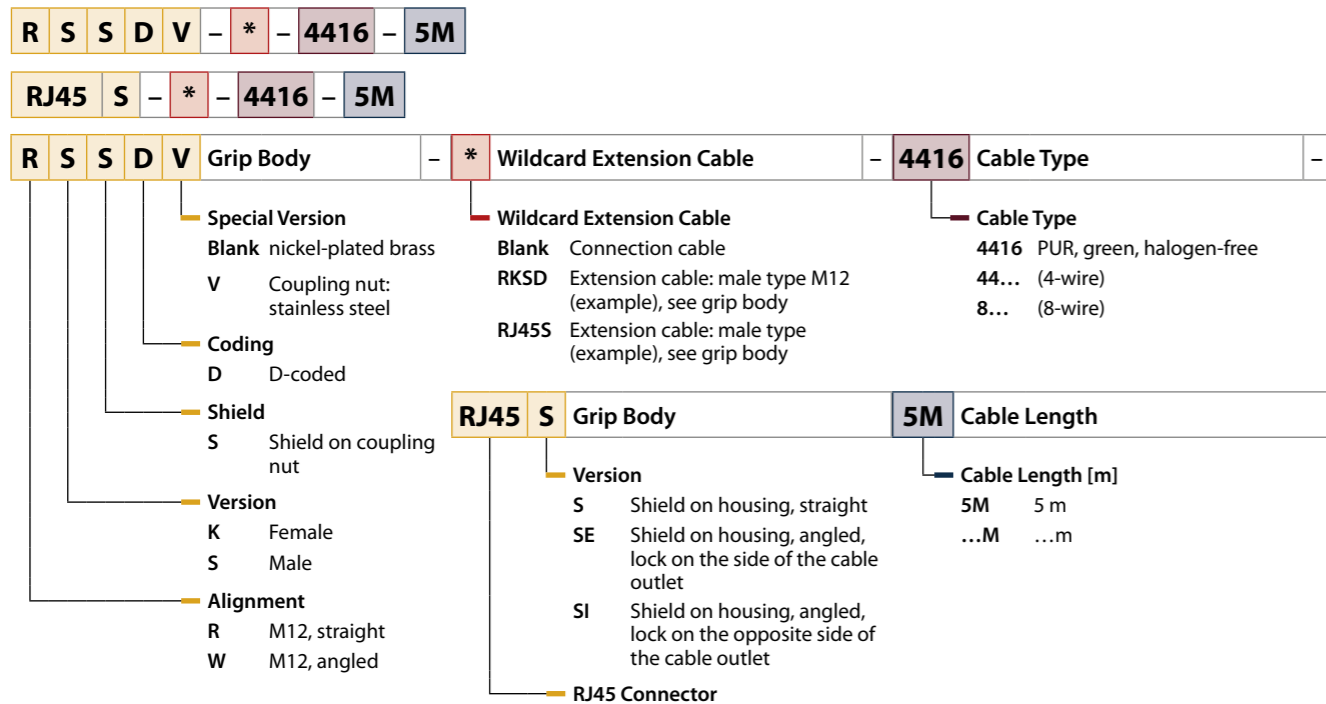 R S S D V – * – 4416 – 5M
RJ45 S – * – 4416 – 5M
R S S D V Grip Body – * Wildcard Extension Cable – 4416 Cable Type –
Special Version
Blank nickel-plated brass
V Coupling nut:
stainless steel
Coding
D D-coded
Shield
S Shield on coupling
nut
Version
K Female
S Male
Alignment
R M12, straight
W M12, angled
Wildcard Extension Cable
Blank Connection cable
RKSD Extension cable: male type M12
(example), see grip body
RJ45S Extension cable: male type
(example), see grip body
Cable Type
4416 PUR, green, halogen-free
44… (4-wire)
8… (8-wire)
RJ45 S Grip Body 5M Cable Length
Version
S Shield on housing, straight
SE Shield on housing, angled,
lock on the side of the cable
outlet
SI Shield on housing, angled,
lock on the opposite side of
the cable outlet
RJ45 Connector
Cable Length [m]
5M 5 m
…M …m